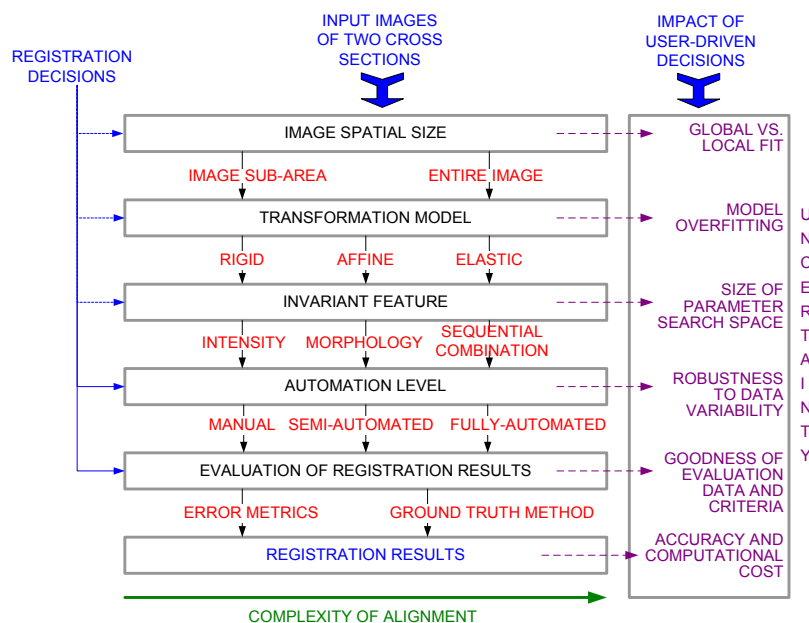 INPUT IMAGES
OF TWO CROSS
SECTIONS
IMPACT OF
USER-DRIVEN
DECISIONS
REGISTRATION
DECISIONS
IMAGE SPATIAL SIZE
GLOBAL VS.
LOCAL FIT
IMAGE SUB-AREA
ENTIRE IMAGE
TRANSFORMATION MODEL
MODEL
OVERFITTING
RIGID
AFFINE
ELASTIC
INVARIANT FEATURE
SIZE OF
PARAMETER
SEARCH SPACE
INTENSITY
MORPHOLOGY
SEQUENTIAL
COMBINATION
AUTOMATION LEVEL
ROBUSTNESS
TO DATA
VARIABILITY
MANUAL
SEMI-AUTOMATED
FULLY-AUTOMATED
EVALUATION OF REGISTRATION RESULTS
GOODNESS OF
EVALUATION
DATA AND
CRITERIA
ERROR METRICS
GROUND TRUTH METHOD
REGISTRATION RESULTS
ACCURACY AND
COMPUTATIONAL
COST
COMPLEXITY OF ALIGNMENT
U
N
C
E
R
T
A
I
N
T
Y